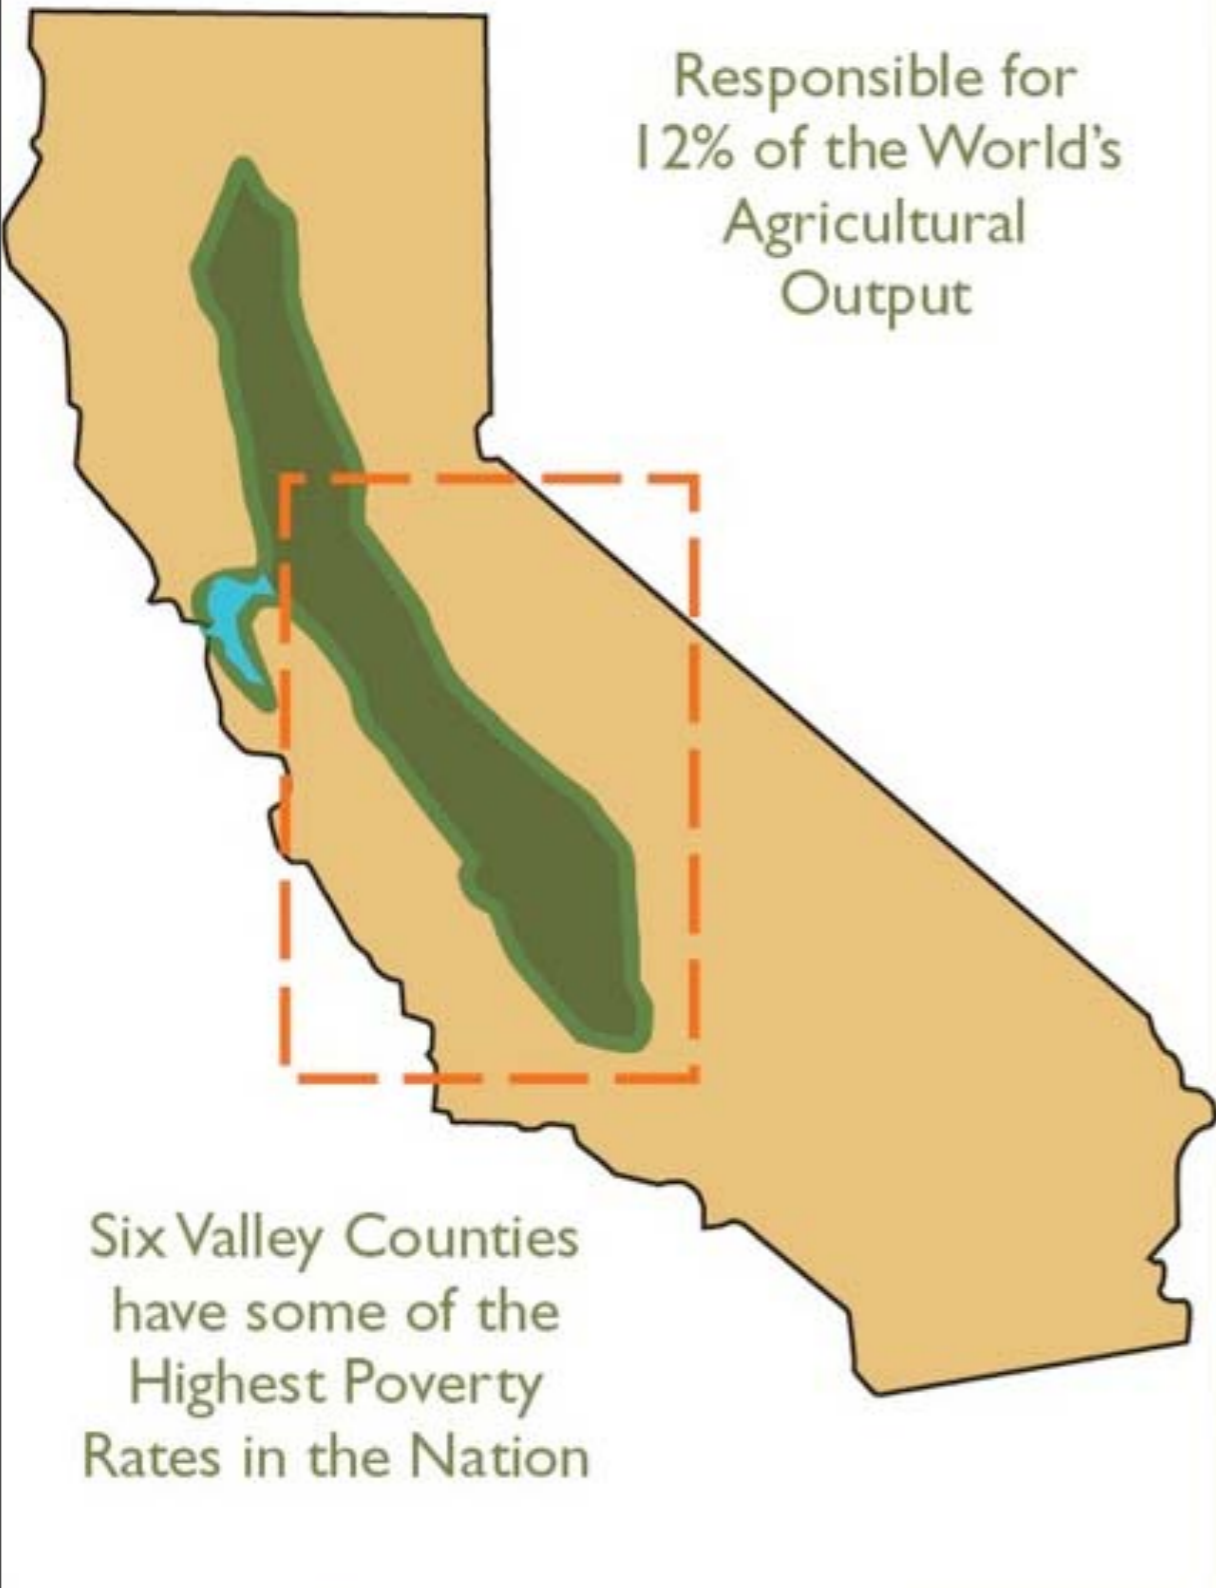 Responsible for
12% of the World's
Agricultural
Output
Six Valley Counties
have some of the
Highest Poverty
Rates in the Nation